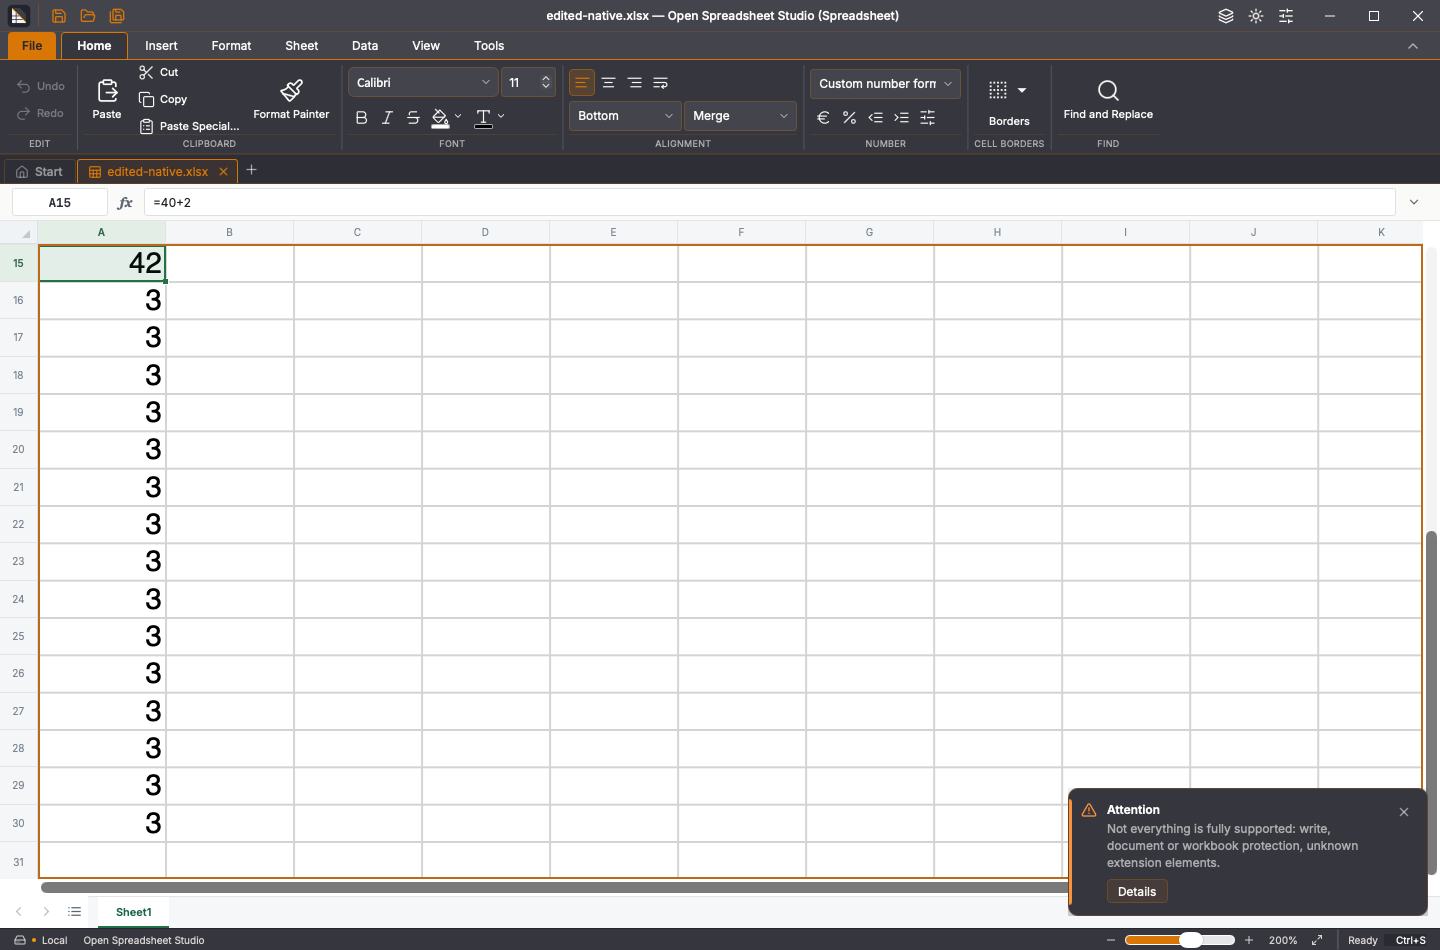 edited-native.xlsx — Open Spreadsheet Studio (Spreadsheet)
File Home Insert Format Sheet Data View Tools
Undo
Redo
EDIT
Paste
Cut
Copy
Paste Special...
Format Painter
CLIPBOARD
Calibri 11
B I S T
FONT
Bottom Merge
ALIGNMENT
Custom number form
€ %
NUMBER
Borders
CELL BORDERS
Find and Replace
FIND
Start edited-native.xlsx
A15 fx =40+2
A B C D E F G H I J K
15 42
16 3
17 3
18 3
19 3
20 3
21 3
22 3
23 3
24 3
25 3
26 3
27 3
28 3
29 3
30 3
31
Attention
Not everything is fully supported: write,
document or workbook protection, unknown
extension elements.
Details
Sheet1
Local Open Spreadsheet Studio 200% Ready Ctrl+S